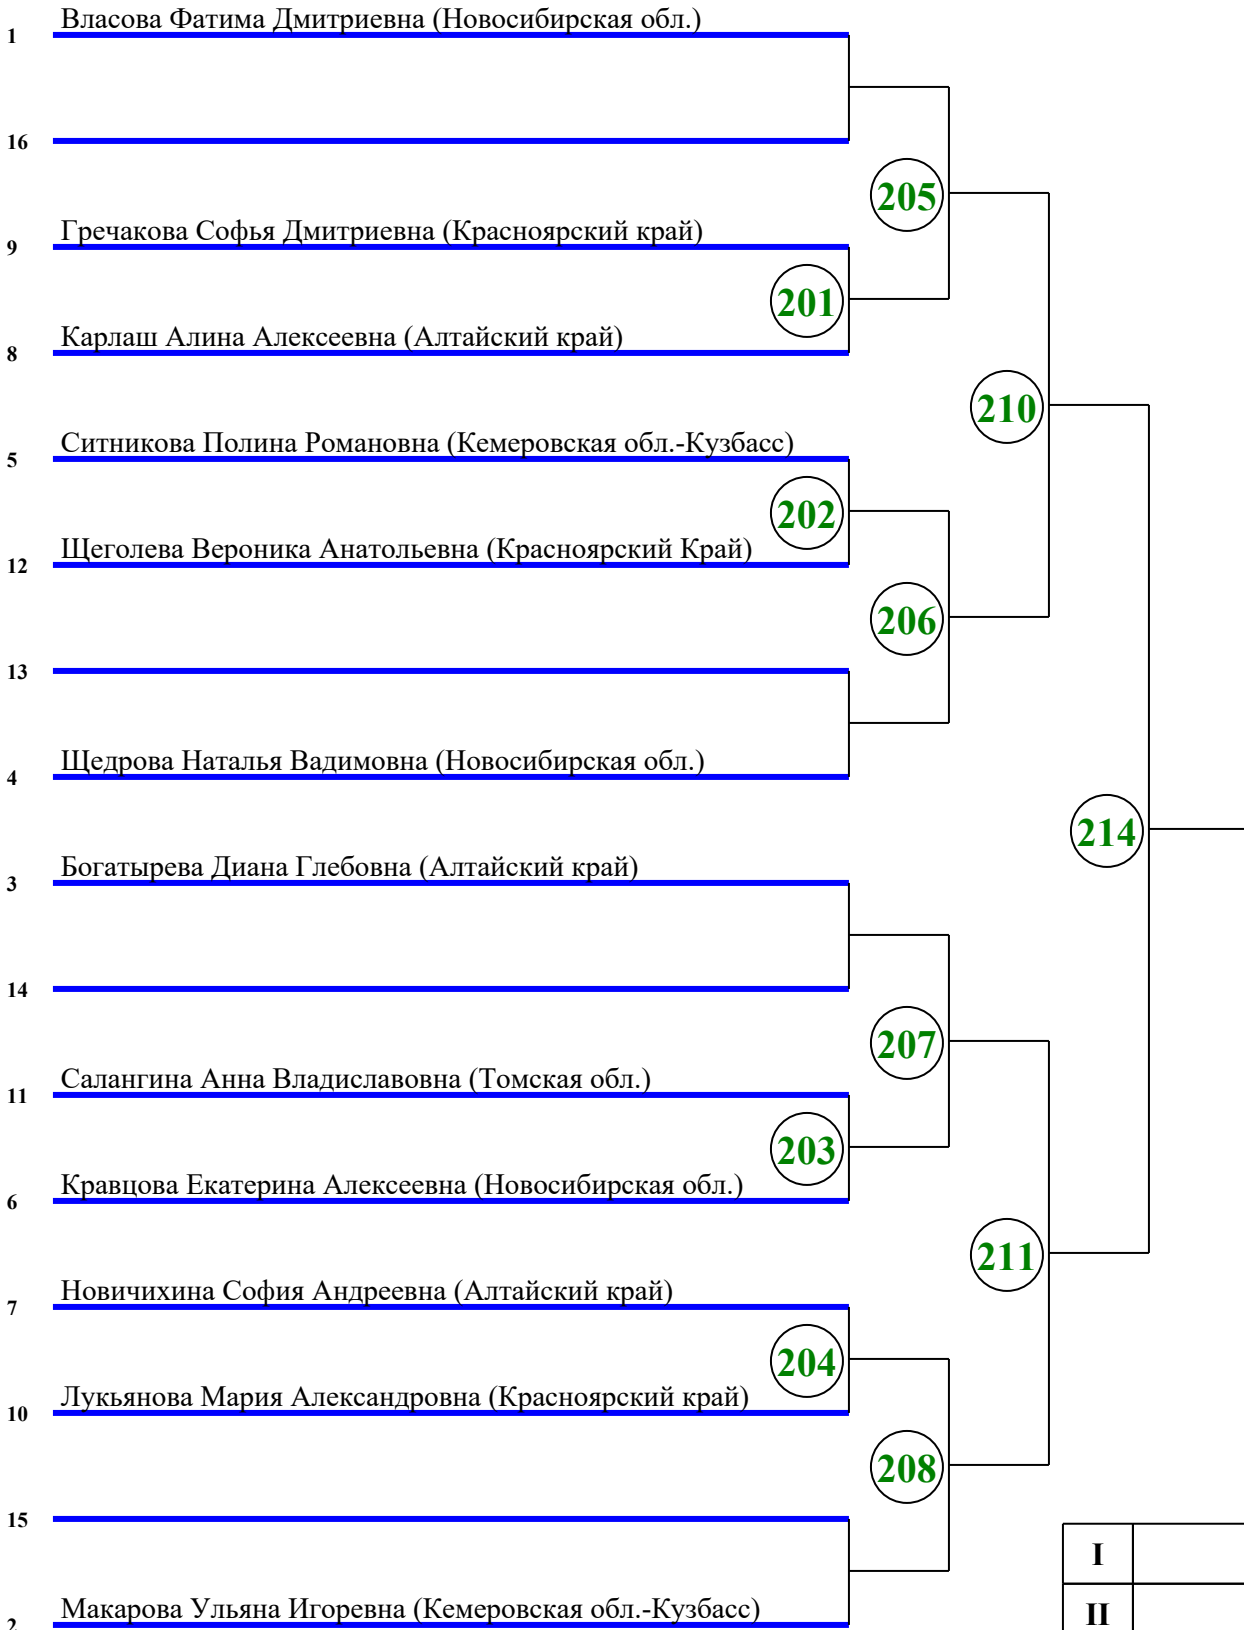 Власова Фатима Дмитриевна (Новосибирская обл.)
1
16
205
Гречакова Софья Дмитриевна (Красноярский край)
9
201
Карлаш Алина Алексеевна (Алтайский край)
8
210
Ситникова Полина Романовна (Кемеровская обл.-Кузбасс)
5
202
Щеголева Вероника Анатольевна (Красноярский Край)
12
206
13
Щедрова Наталья Вадимовна (Новосибирская обл.)
4
214
Богатырева Диана Глебовна (Алтайский край)
3
14
207
Салангина Анна Владиславовна (Томская обл.)
11
203
Кравцова Екатерина Алексеевна (Новосибирская обл.)
6
211
Новичихина София Андреевна (Алтайский край)
7
204
Лукьянова Мария Александровна (Красноярский край)
10
208
15
I
Макарова Ульяна Игоревна (Кемеровская обл.-Кузбасс)
2
II